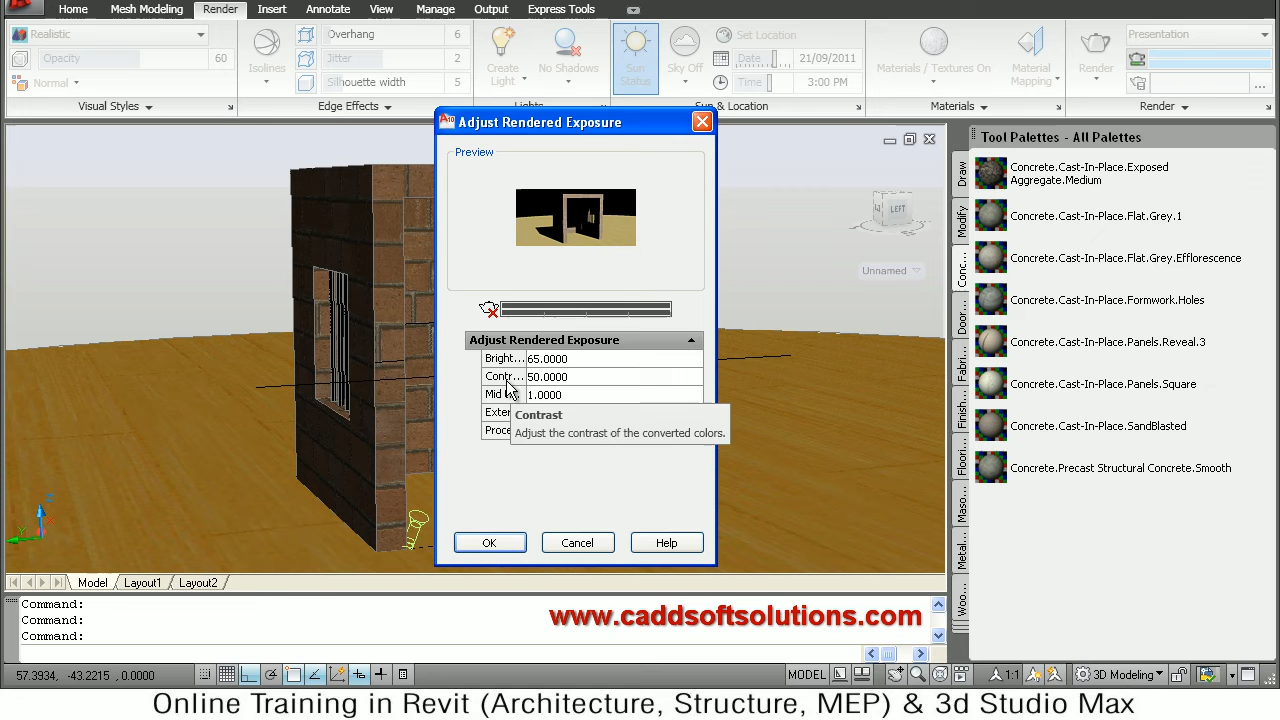 Home Mesh Modeling Render Insert Annotate View Manage Output Express Tools
Realistic
Overhang 6
Set Location
Presentation
Opacity 60
Jitter 2
Date 21/09/2011
Isolines
Create Light
No Shadows
Sun Status
Sky Off
Materials / Textures On
Material Mapping
Render
Normal
Silhouette width 5
Time 3:00 PM
...
Visual Styles
Edge Effects
Lights
Sun & Location
Materials
Render
A10 Adjust Rendered Exposure
Preview
Adjust Rendered Exposure
Bright... 65.0000
Contr... 50.0000
Mid 1.0000
Exter
Proce
Contrast
Adjust the contrast of the converted colors.
OK Cancel Help
LEFT
Unnamed
Z
Y
X
Tool Palettes - All Palettes
Draw
Modify
Conc...
Door...
Fabri...
Finish...
Floori...
Maso...
Metal...
Woo...
Concrete.Cast-In-Place.Exposed
Aggregate.Medium
Concrete.Cast-In-Place.Flat.Grey.1
Concrete.Cast-In-Place.Flat.Grey.Efflorescence
Concrete.Cast-In-Place.Formwork.Holes
Concrete.Cast-In-Place.Panels.Reveal.3
Concrete.Cast-In-Place.Panels.Square
Concrete.Cast-In-Place.SandBlasted
Concrete.Precast Structural Concrete.Smooth
Model Layout1 Layout2
Command:
Command:
Command:
www.caddsoftsolutions.com
57.3934, -43.2215 , 0.0000
MODEL
1:1
3D Modeling
Online Training in Revit (Architecture, Structure, MEP) & 3d Studio Max